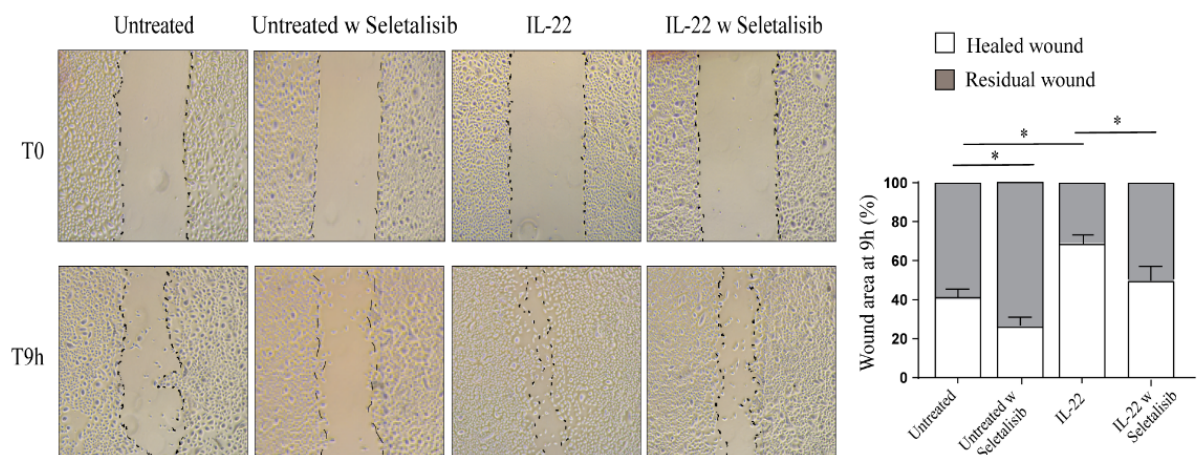 Untreated
Untreated w Seletalisib
IL-22
IL-22 w Seletalisib
T0
T9h
Healed wound
Residual wound
*
*
*
Wound area at 9h (%)
100
80
60
40
20
0
Untreated
Untreated w
Seletalisib
IL-22
IL-22 w
Seletalisib